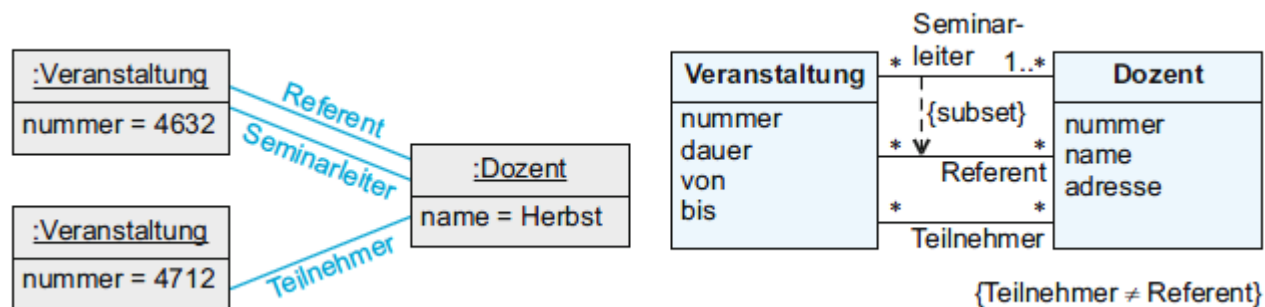 :Veranstaltung
nummer = 4632
Referent
Seminarleiter
:Dozent
name = Herbst
:Veranstaltung
nummer = 4712
Teilnehmer
Veranstaltung
nummer
dauer
von
bis
Seminar-
* leiter 1..*
{subset}
* *
Referent
* *
Teilnehmer
Dozent
nummer
name
adresse
{Teilnehmer ≠ Referent}